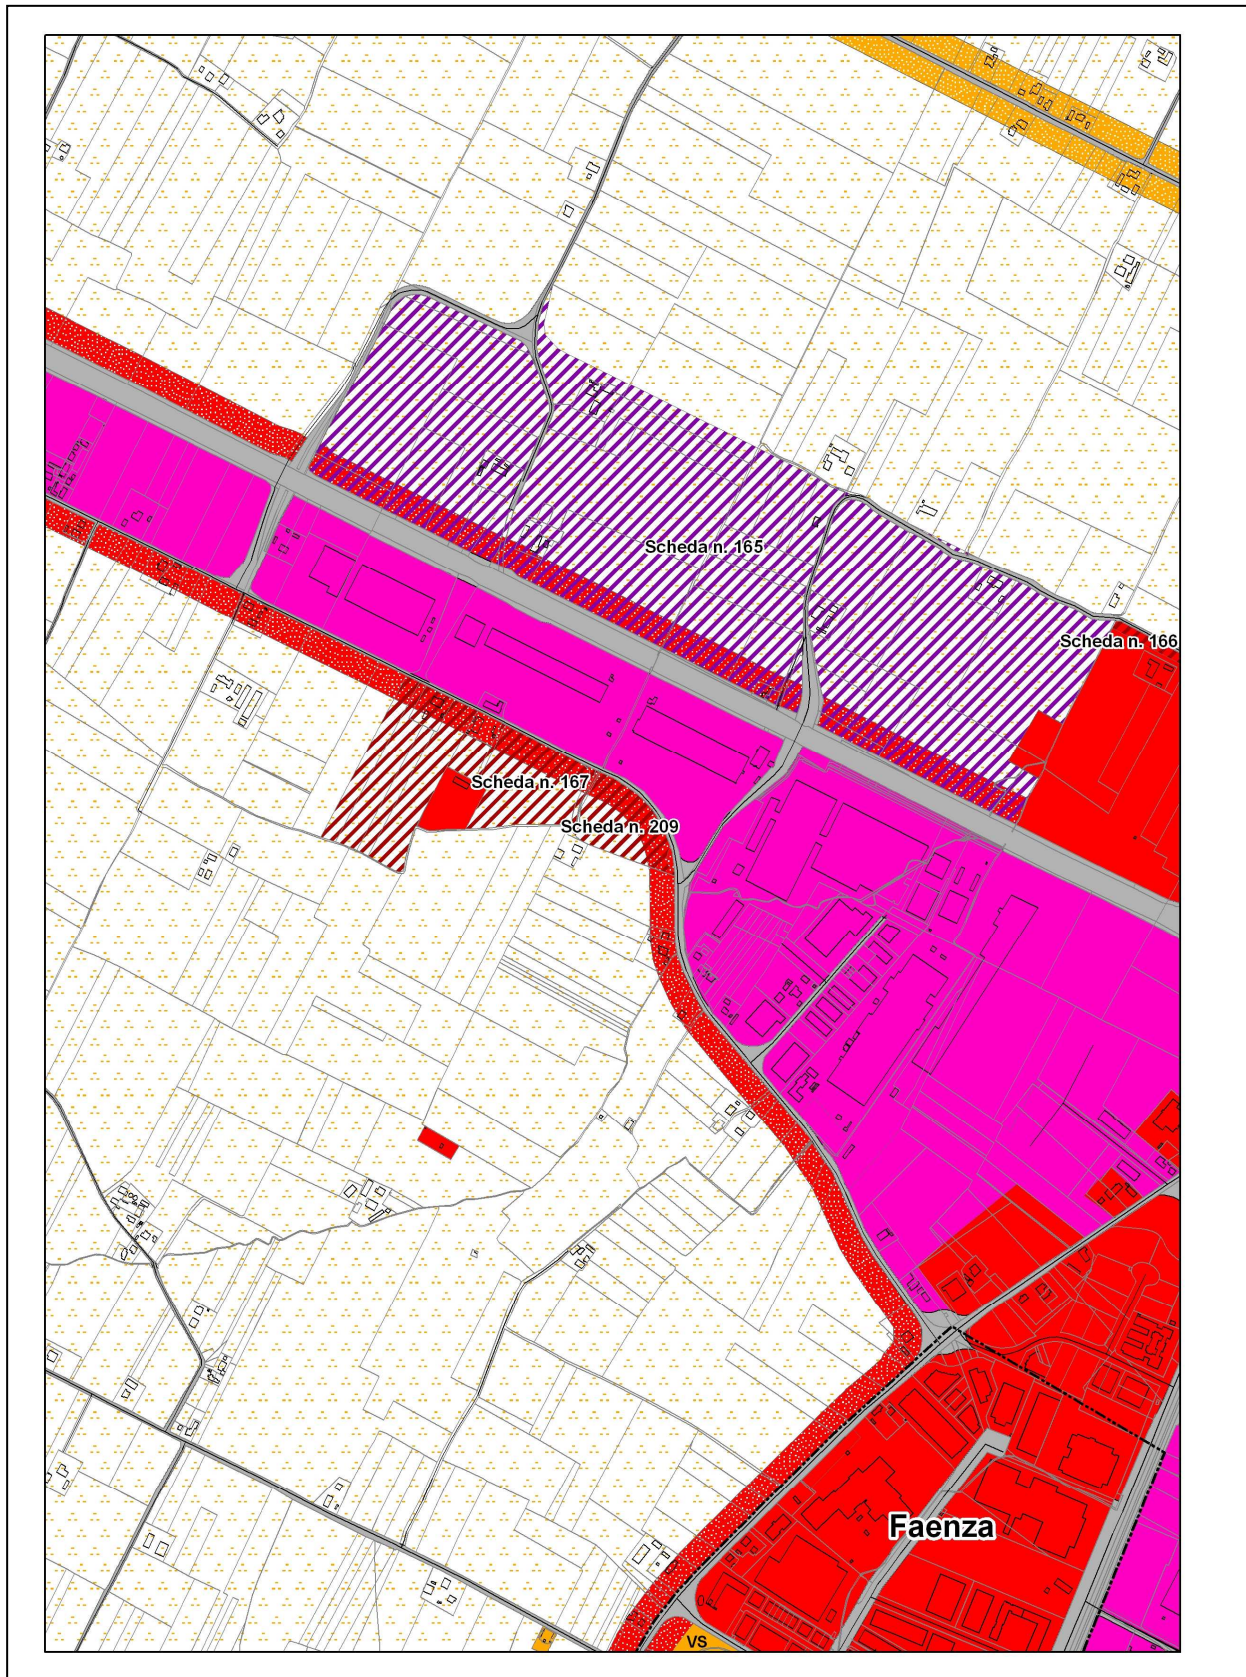 Scheda n. 165
Scheda n. 166
Scheda n. 167
Scheda n. 209
Faenza
VS